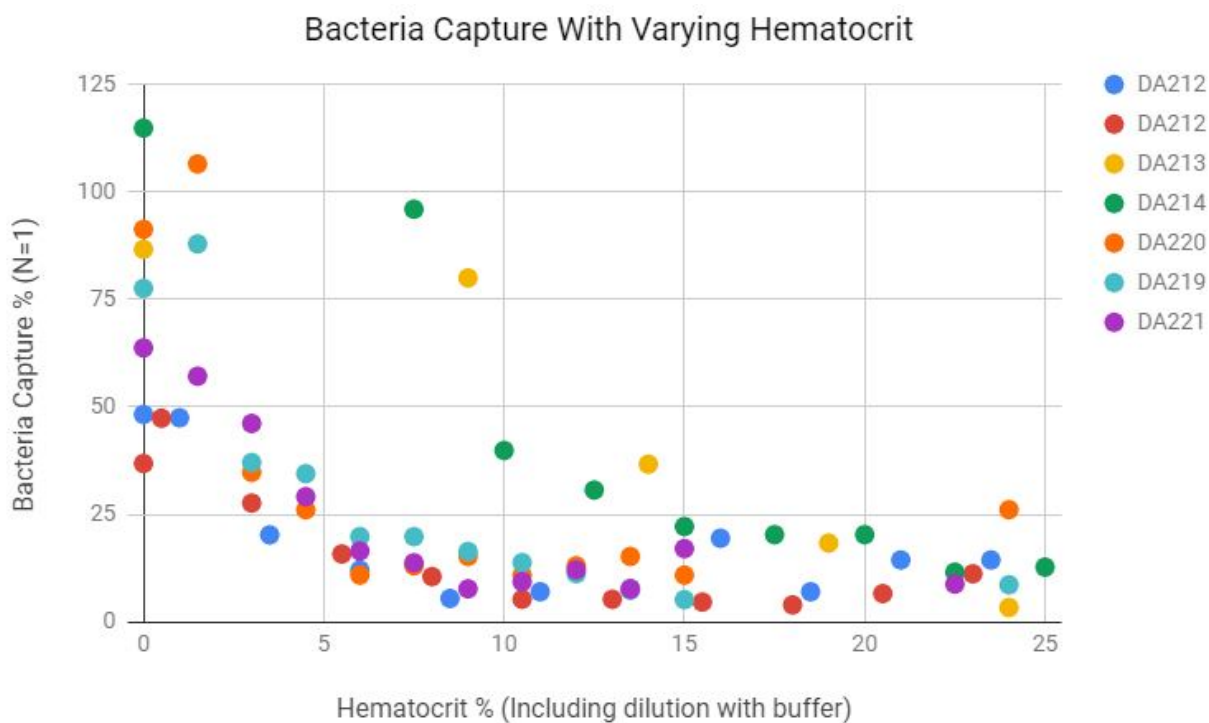 Bacteria Capture With Varying Hematocrit
125
100
75
50
25
0
Bacteria Capture % (N=1)
0 5 10 15 20 25
Hematocrit % (Including dilution with buffer)
DA212
DA212
DA213
DA214
DA220
DA219
DA221